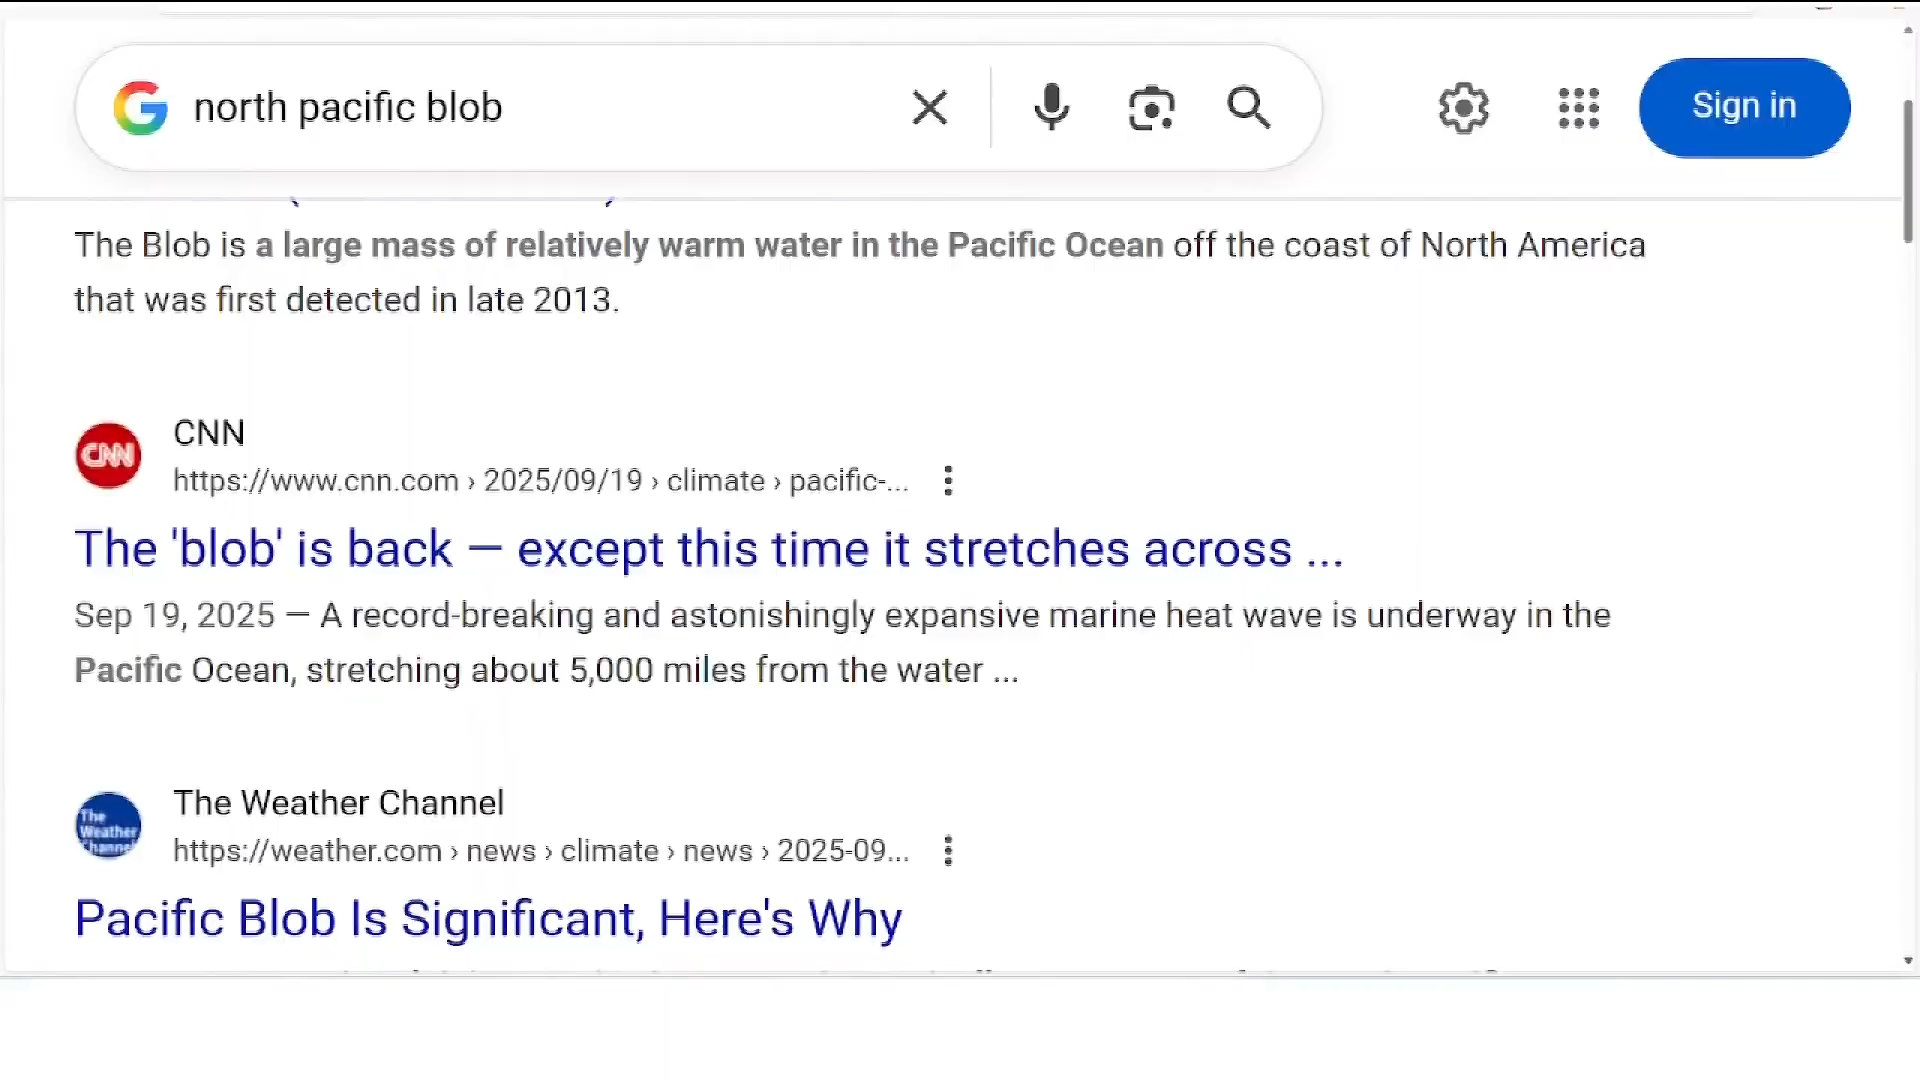 north pacific blob
Sign in
The Blob is a large mass of relatively warm water in the Pacific Ocean off the coast of North America
that was first detected in late 2013.
CNN
CNN
https://www.cnn.com › 2025/09/19 › climate › pacific-...
The 'blob' is back — except this time it stretches across ...
Sep 19, 2025 — A record-breaking and astonishingly expansive marine heat wave is underway in the
Pacific Ocean, stretching about 5,000 miles from the water ...
The
Weather
Channel
The Weather Channel
https://weather.com › news › climate › news › 2025-09...
Pacific Blob Is Significant, Here's Why